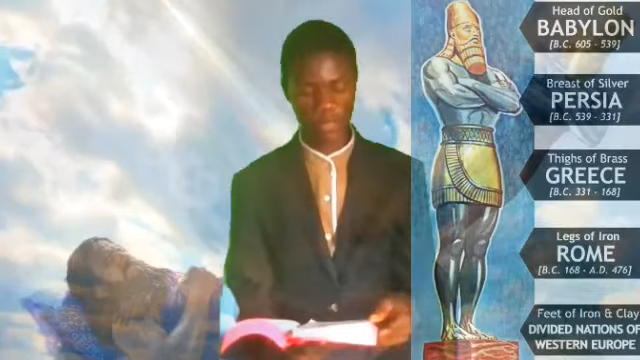 Head of Gold
BABYLON
[B.C. 605 - 539]
Breast of Silver
PERSIA
[B.C. 539 - 331]
Thighs of Brass
GREECE
[B.C. 331 - 168]
Legs of Iron
ROME
[B.C. 168 - A.D. 476]
Feet of Iron & Clay
DIVIDED NATIONS OF
WESTERN EUROPE